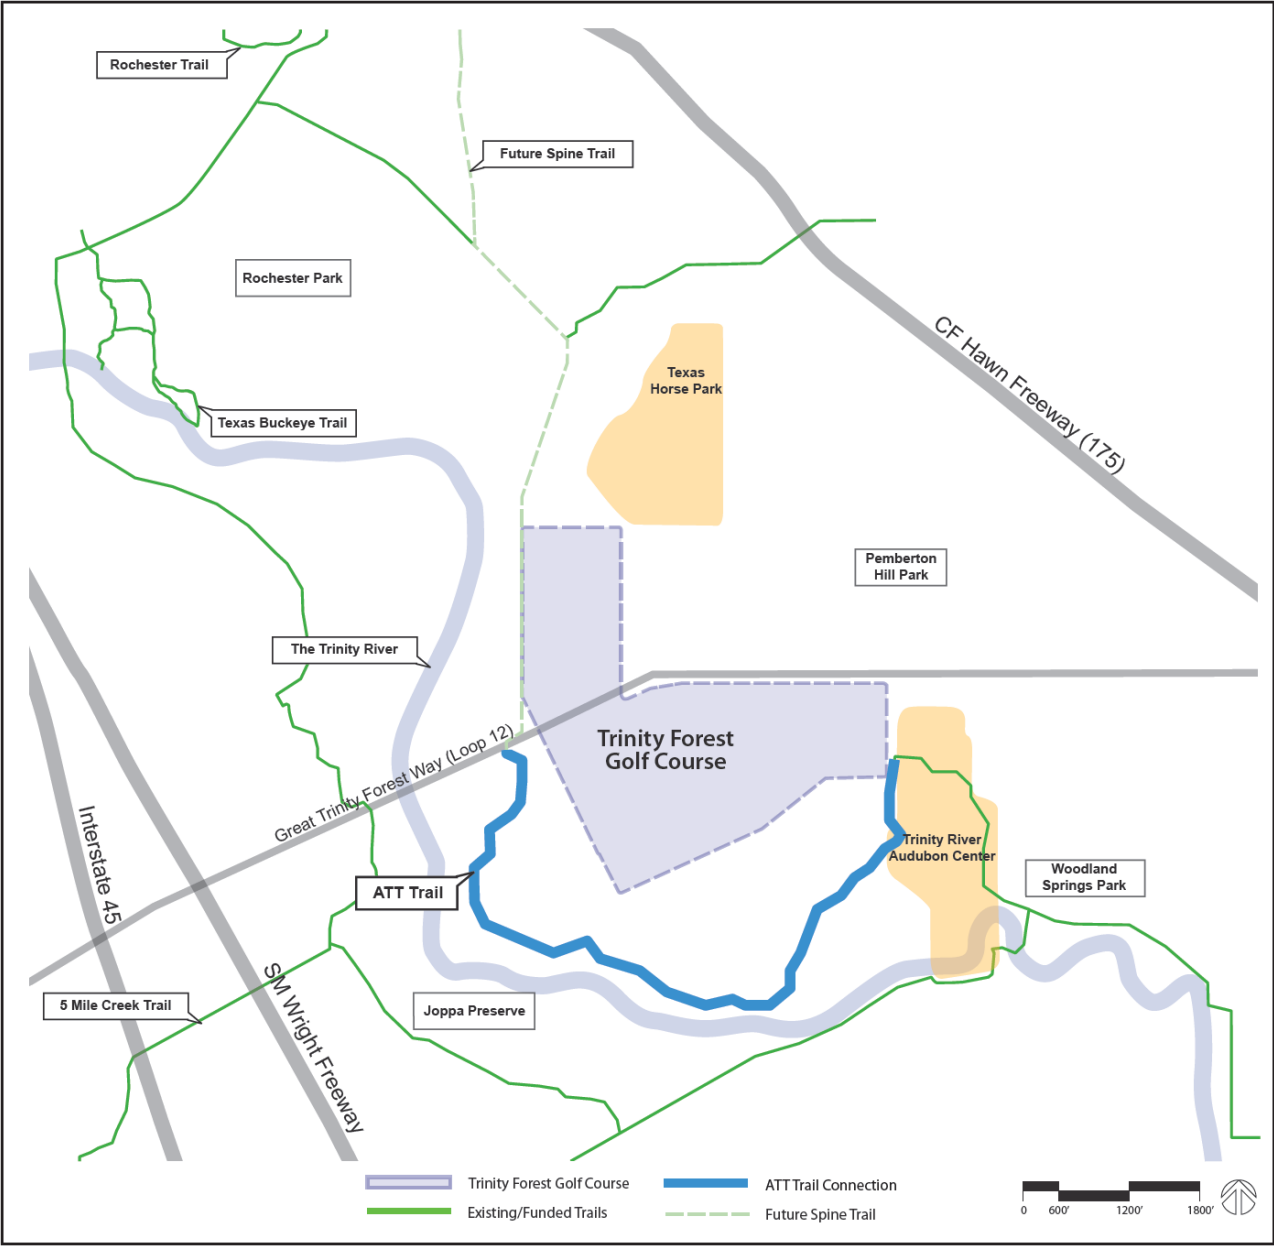 Rochester Trail
Future Spine Trail
Rochester Park
CF Hawn Freeway (175)
Texas
Horse Park
Texas Buckeye Trail
Pemberton
Hill Park
The Trinity River
Great Trinity Forest Way (Loop 12)
Trinity Forest
Golf Course
Interstate 45
Trinity River
Audubon Center
Woodland
Springs Park
ATT Trail
SM Wright Freeway
5 Mile Creek Trail
Joppa Preserve
Trinity Forest Golf Course
ATT Trail Connection
Existing/Funded Trails
Future Spine Trail
0 600' 1200' 1800'